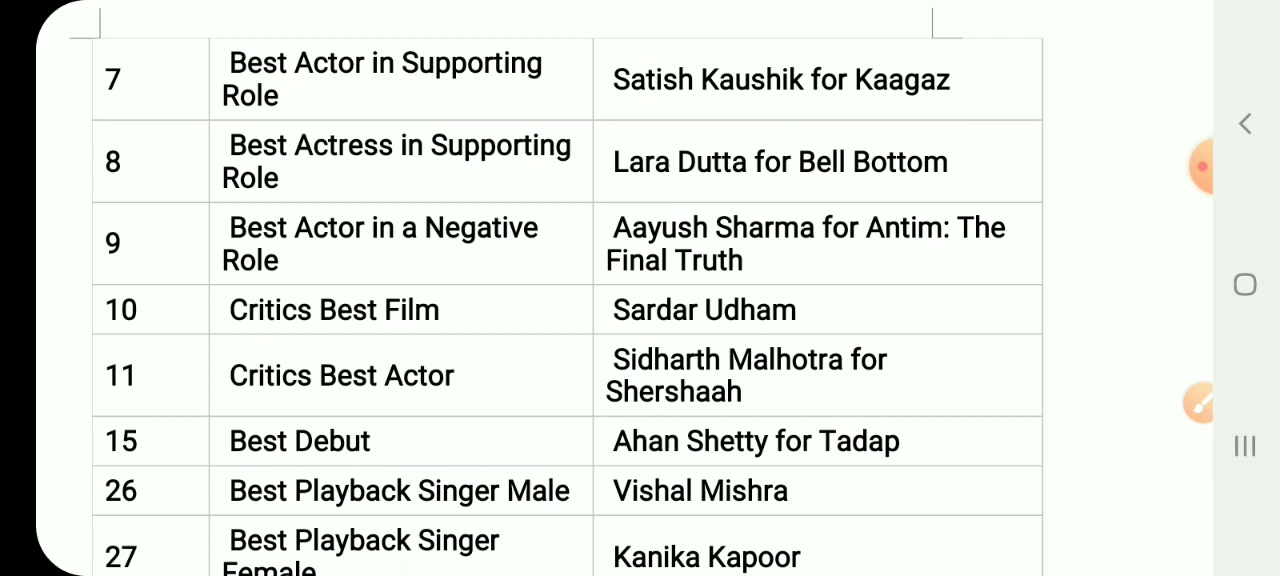 7
Best Actor in Supporting
Role
Satish Kaushik for Kaagaz
8
Best Actress in Supporting
Role
Lara Dutta for Bell Bottom
9
Best Actor in a Negative
Role
Aayush Sharma for Antim: The
Final Truth
10
Critics Best Film
Sardar Udham
11
Critics Best Actor
Sidharth Malhotra for
Shershaah
15
Best Debut
Ahan Shetty for Tadap
26
Best Playback Singer Male
Vishal Mishra
27
Best Playback Singer
Female
Kanika Kapoor